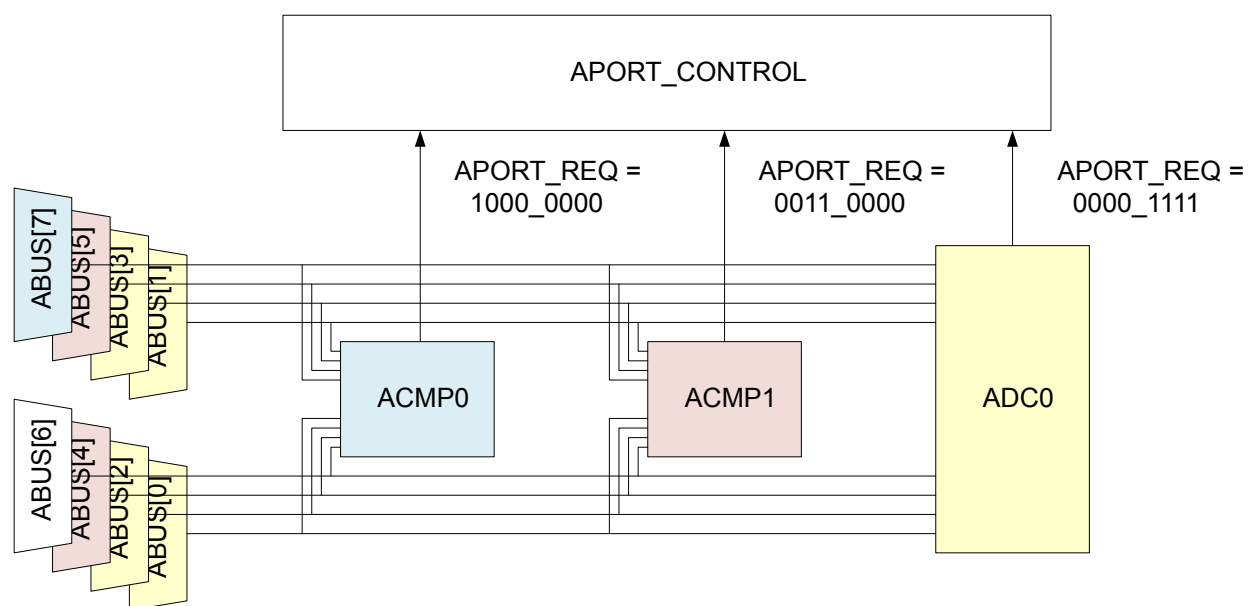 APORT_CONTROL
APORT_REQ =
1000_0000
APORT_REQ =
0011_0000
APORT_REQ =
0000_1111
ABUS[7]
ABUS[5]
ABUS[3]
ABUS[1]
ACMP0
ACMP1
ADC0
ABUS[6]
ABUS[4]
ABUS[2]
ABUS[0]